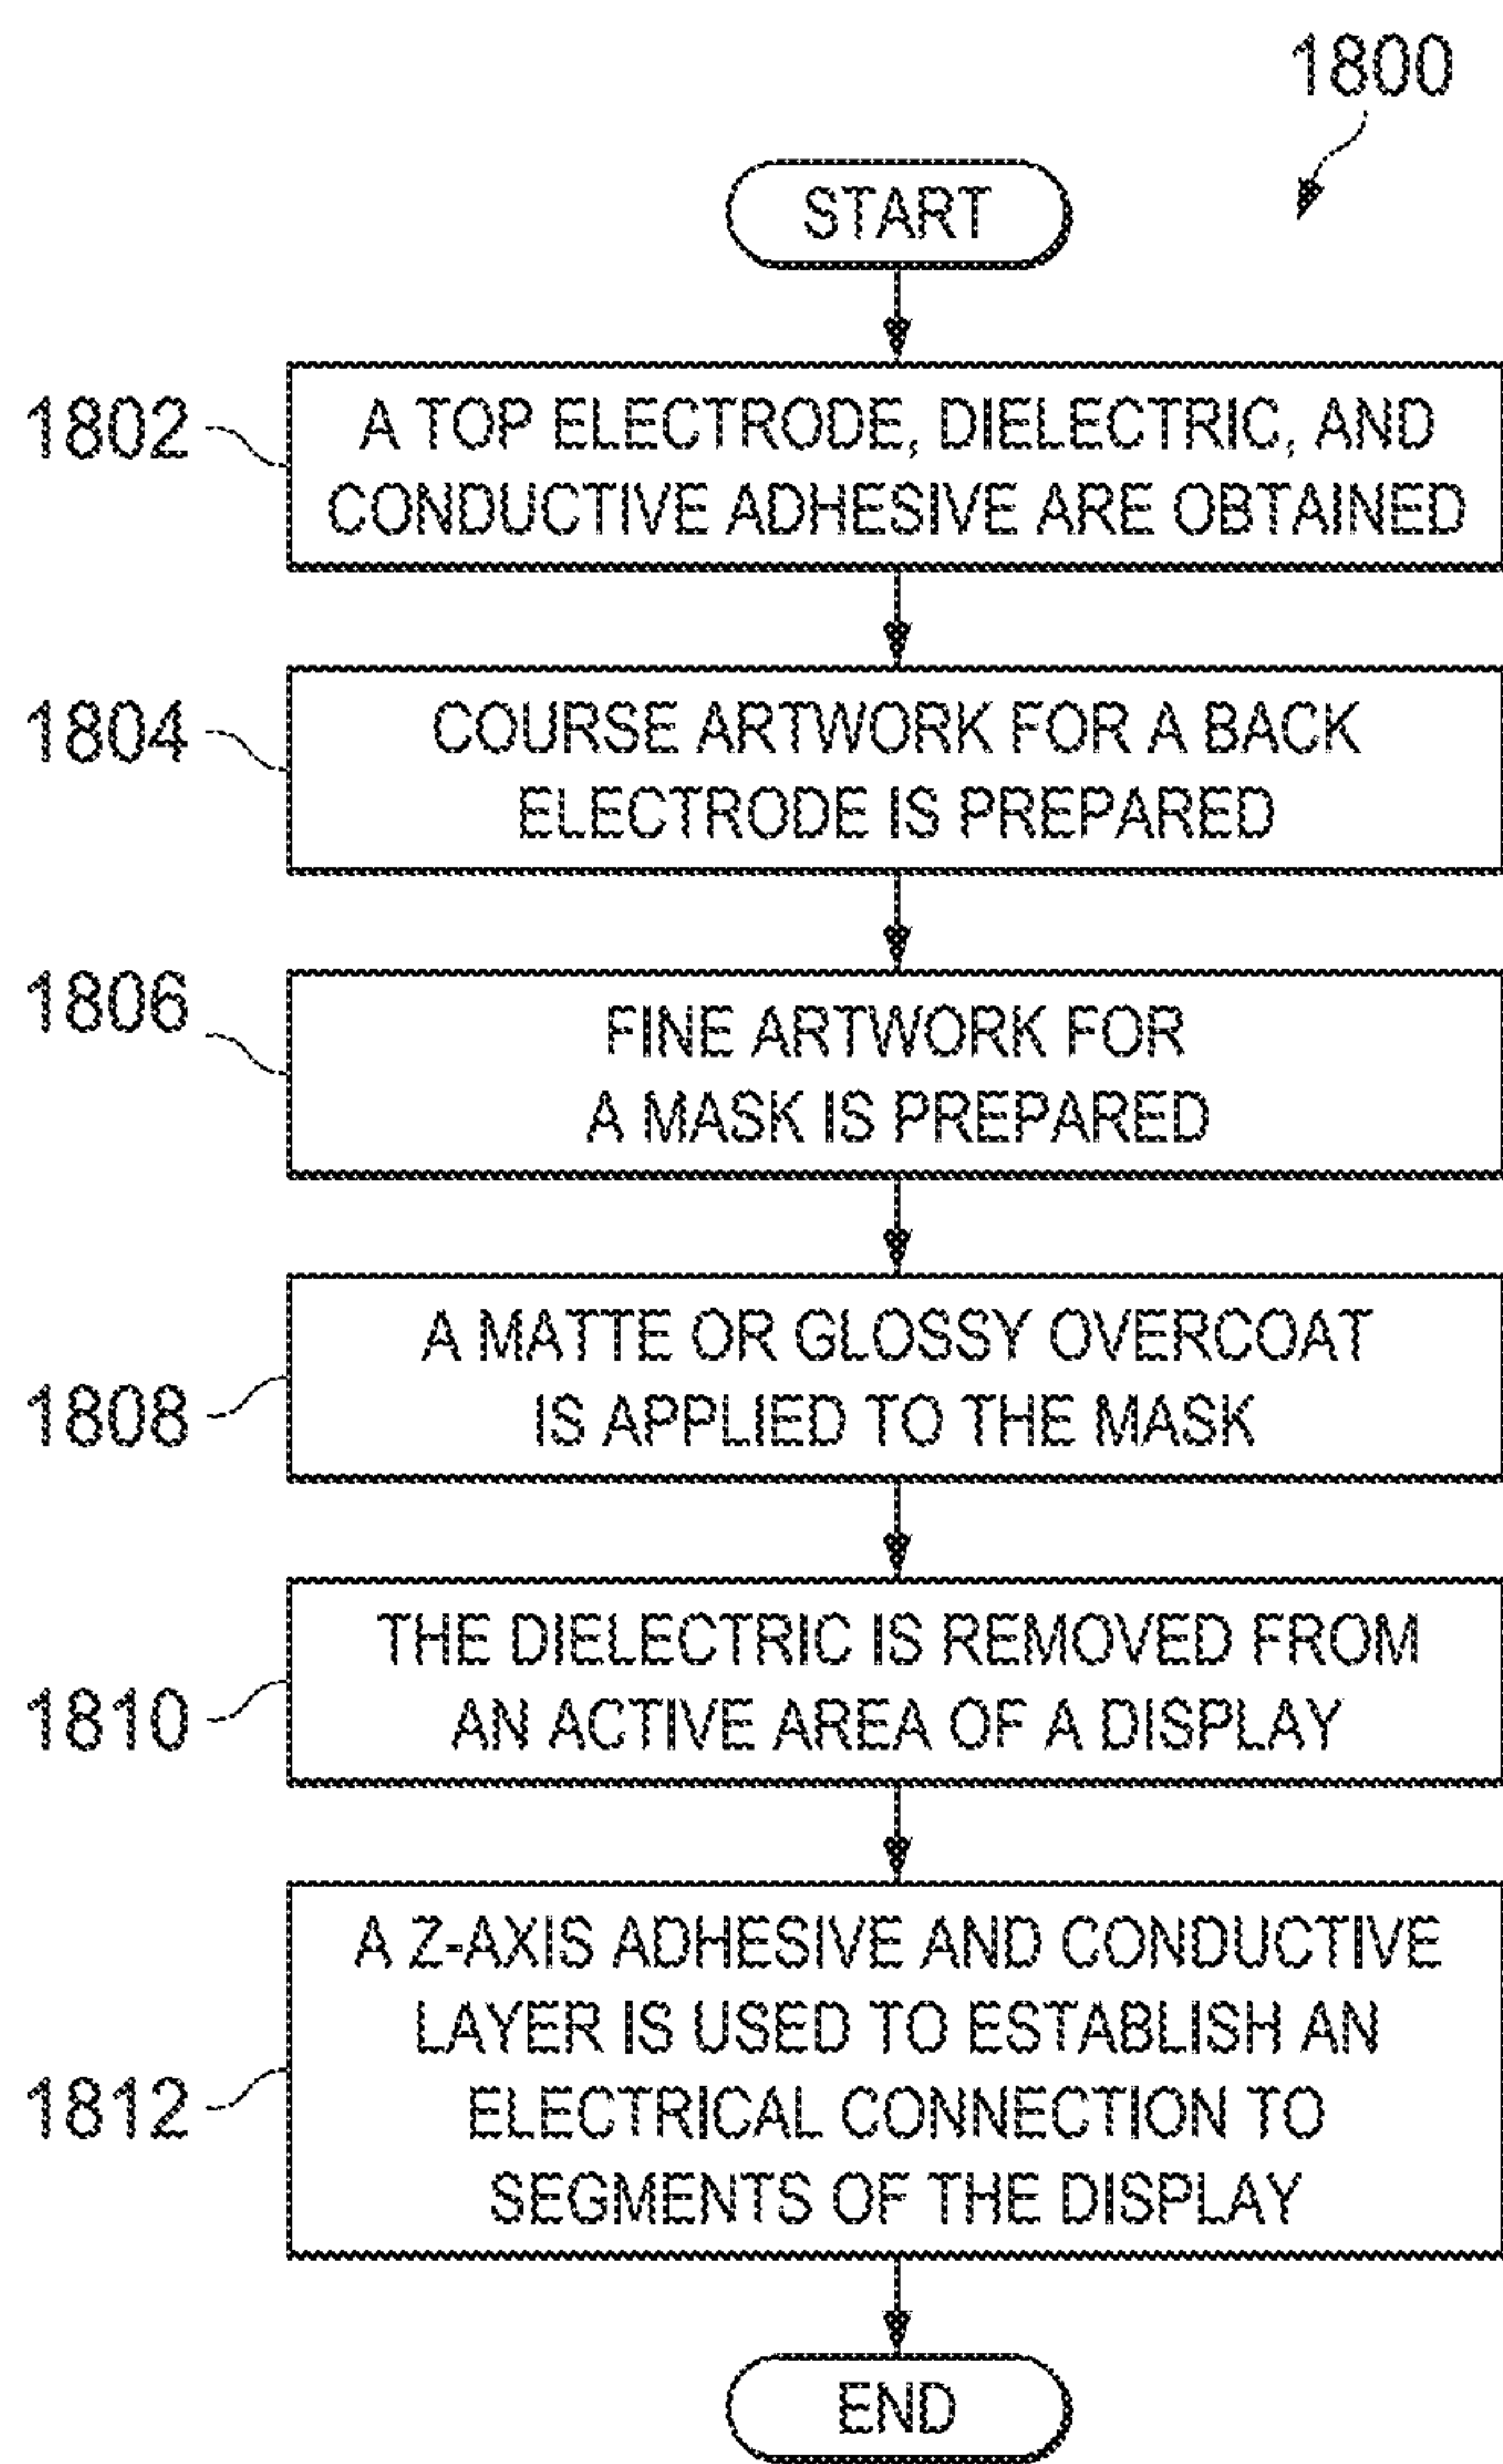 1800
START
1802
A TOP ELECTRODE, DIELECTRIC, AND
CONDUCTIVE ADHESIVE ARE OBTAINED
1804
COURSE ARTWORK FOR A BACK
ELECTRODE IS PREPARED
1806
FINE ARTWORK FOR
A MASK IS PREPARED
1808
A MATTE OR GLOSSY OVERCOAT
IS APPLIED TO THE MASK
1810
THE DIELECTRIC IS REMOVED FROM
AN ACTIVE AREA OF A DISPLAY
1812
A Z-AXIS ADHESIVE AND CONDUCTIVE
LAYER IS USED TO ESTABLISH AN
ELECTRICAL CONNECTION TO
SEGMENTS OF THE DISPLAY
END